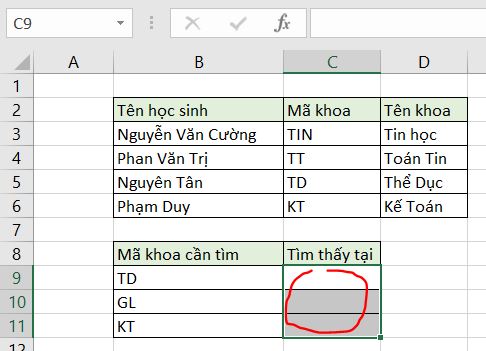 C9 fx
A B C D
1
2 Tên học sinh Mã khoa Tên khoa
3 Nguyễn Văn Cường TIN Tin học
4 Phan Văn Trị TT Toán Tin
5 Nguyên Tân TD Thể Dục
6 Phạm Duy KT Kế Toán
7
8 Mã khoa cần tìm Tìm thấy tại
9 TD
10 GL
11 KT
12